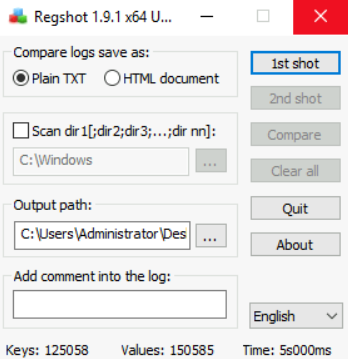 Regshot 1.9.1 x64 U...
Compare logs save as:
Plain TXT HTML document
1st shot
2nd shot
Scan dir1[;dir2;dir3;...;dir nn]:
C:\Windows ...
Compare
Clear all
Output path:
C:\Users\Administrator\Des ...
Quit
About
Add comment into the log:
English
Keys: 125058 Values: 150585 Time: 5s000ms